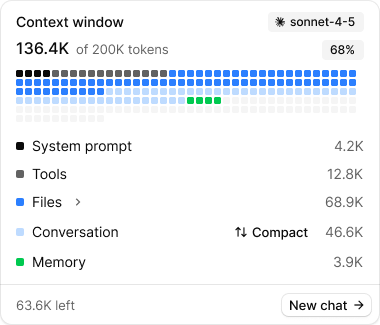 Context window sonnet-4-5
136.4K of 200K tokens 68%
System prompt 4.2K
Tools 12.8K
Files 68.9K
Conversation Compact 46.6K
Memory 3.9K
63.6K left New chat